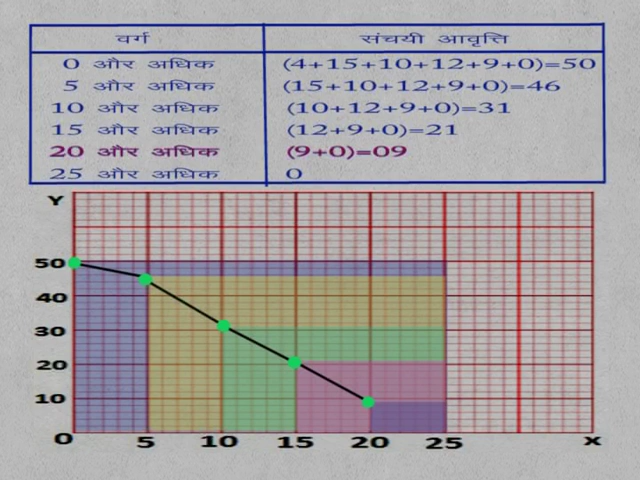 वर्ग संचयी आवृत्ति
0 और अधिक (4+15+10+12+9+0)=50
5 और अधिक (15+10+12+9+0)=46
10 और अधिक (10+12+9+0)=31
15 और अधिक (12+9+0)=21
20 और अधिक (9+0)=09
25 और अधिक 0
Y
50
40
30
20
10
0 5 10 15 20 25 x